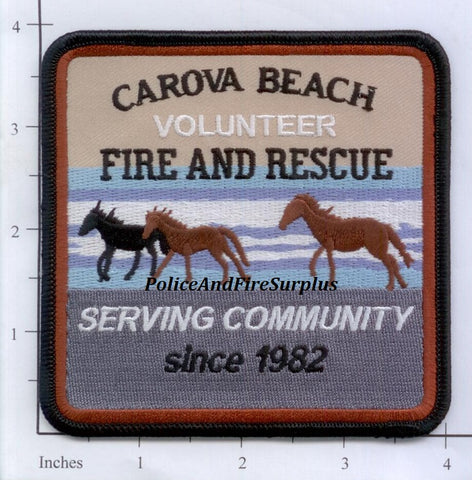 CAROVA BEACH
VOLUNTEER
FIRE AND RESCUE
PoliceAndFireSurplus
SERVING COMMUNITY
since 1982
4
3
2
1
Inches 1 2 3 4